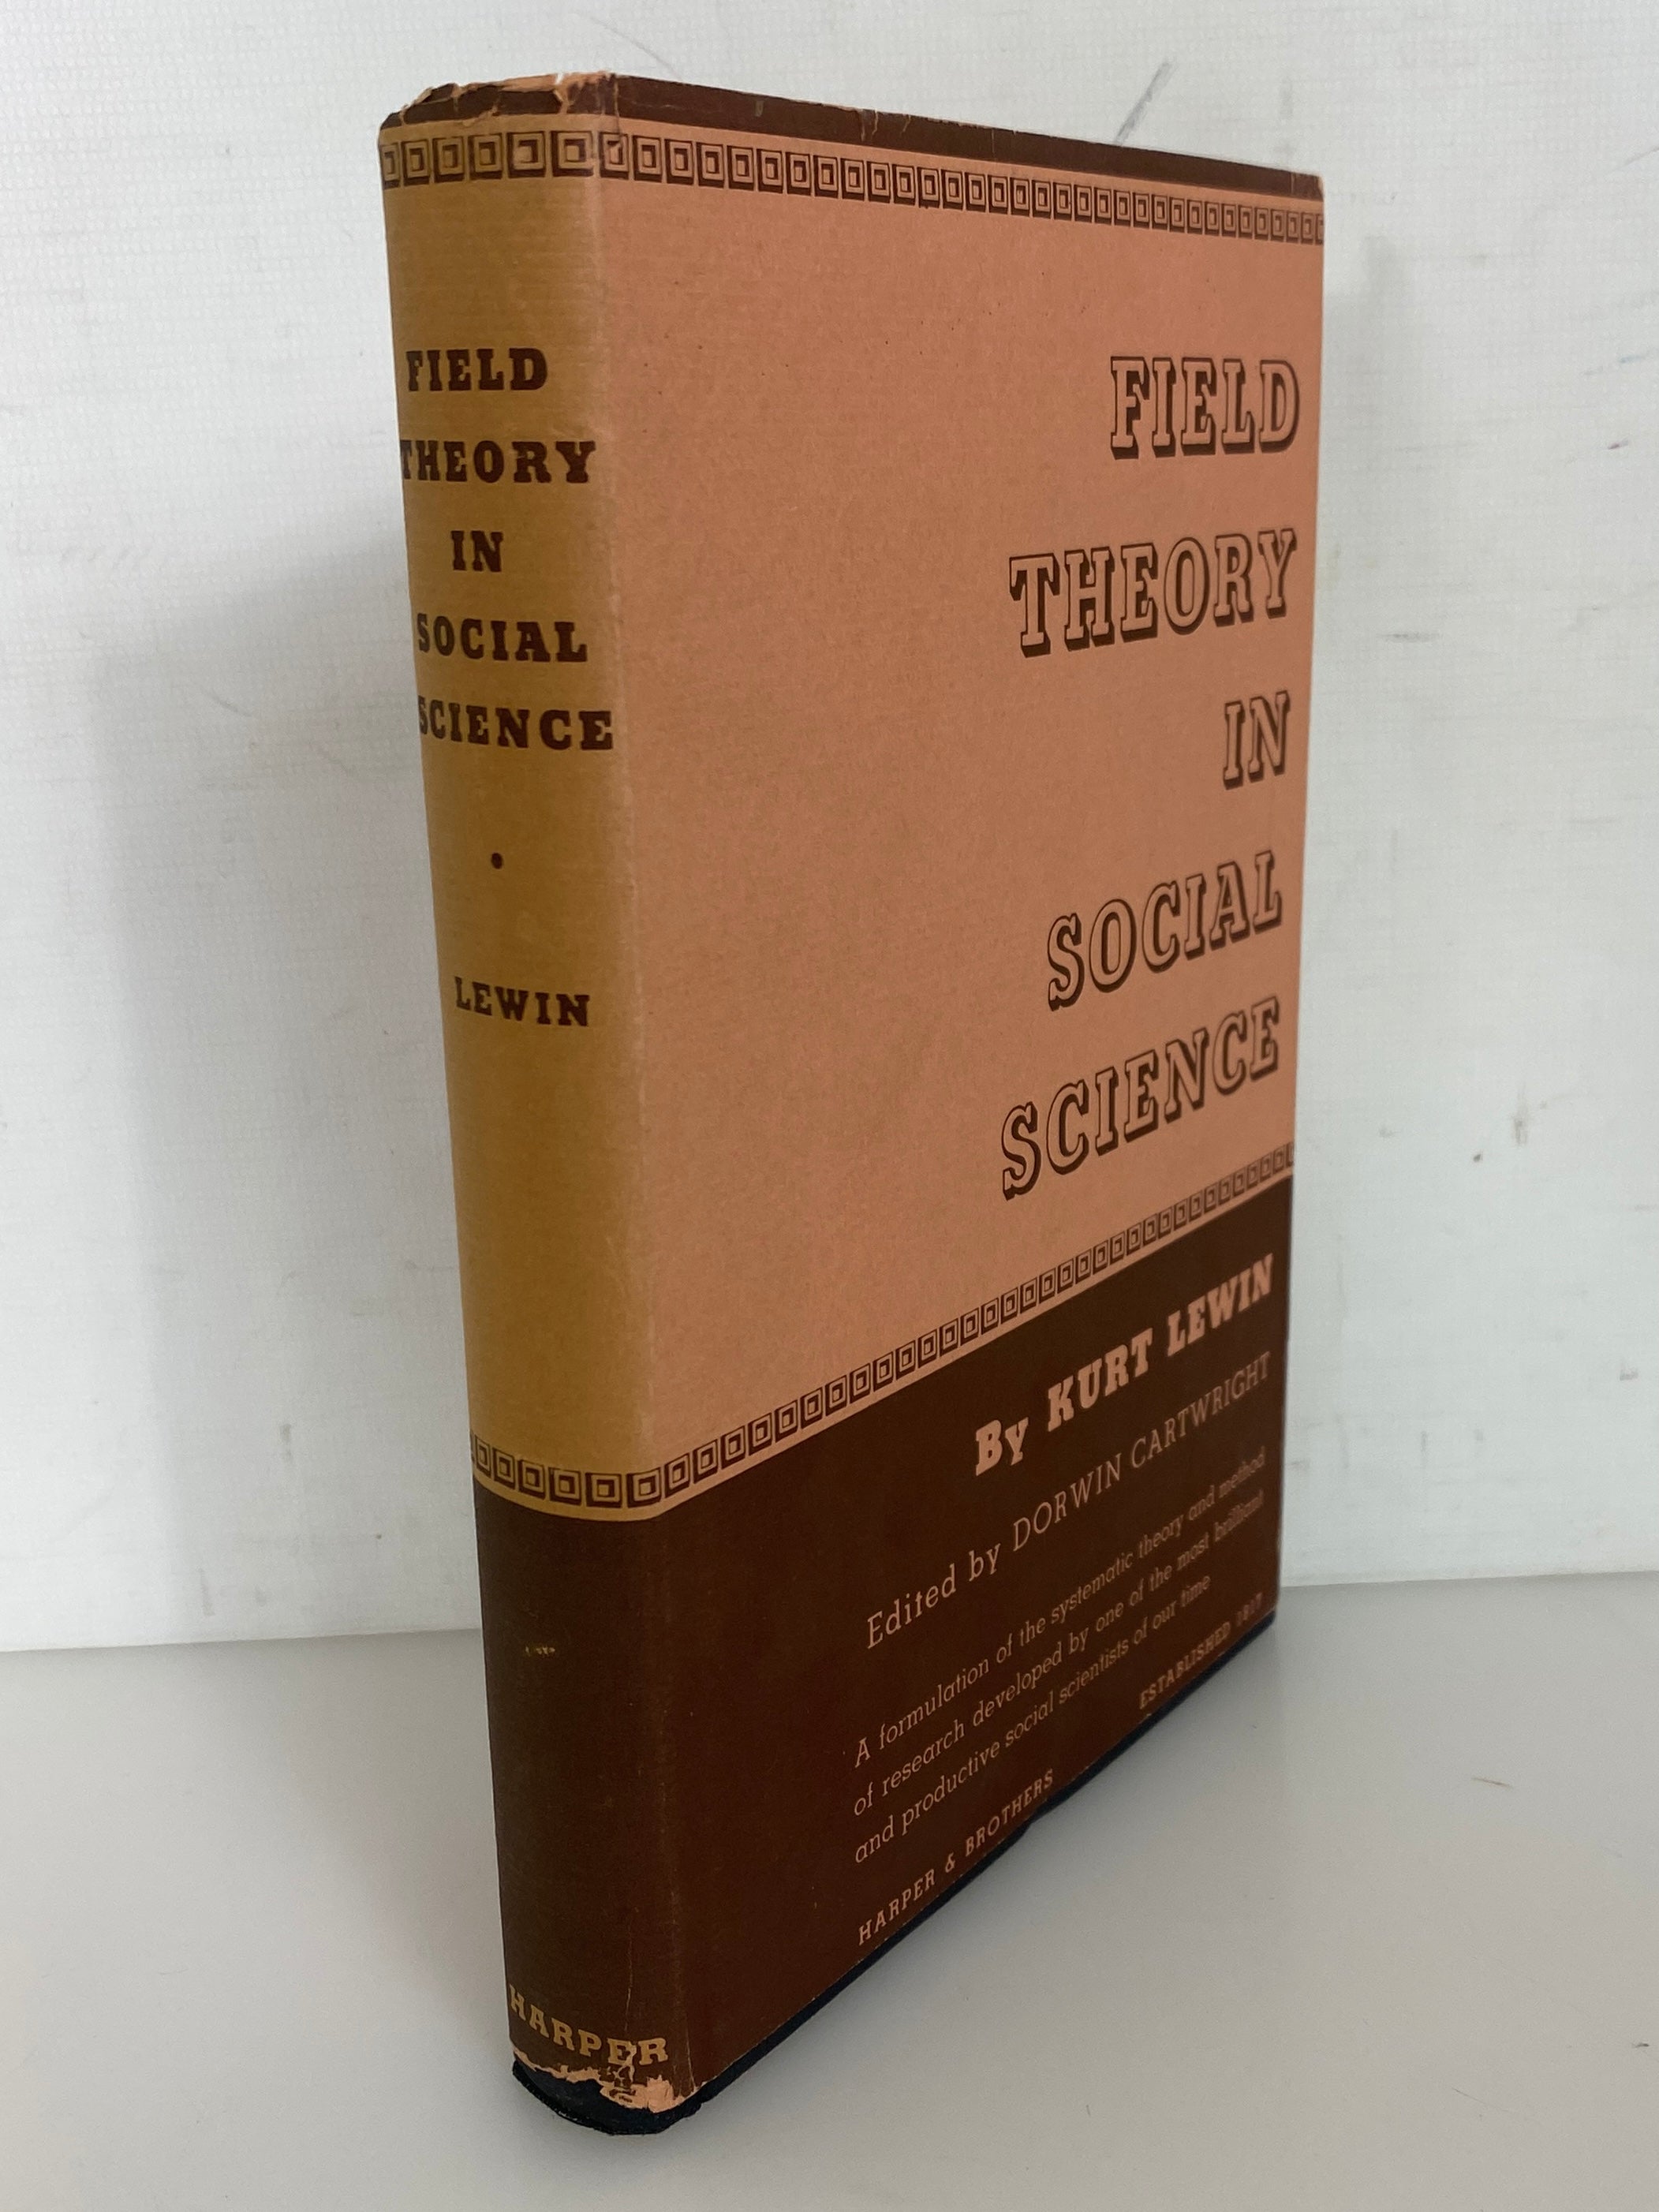 FIELD
THEORY
IN
SOCIAL
SCIENCE
•
LEWIN
HARPER
FIELD
THEORY
IN
SOCIAL
SCIENCE
By KURT LEWIN
Edited by DORWIN CARTWRIGHT
A formulation of the systematic theory and method
of research developed by one of the most brilliant
and productive social scientists of our time
HARPER & BROTHERS ESTABLISHED 1817